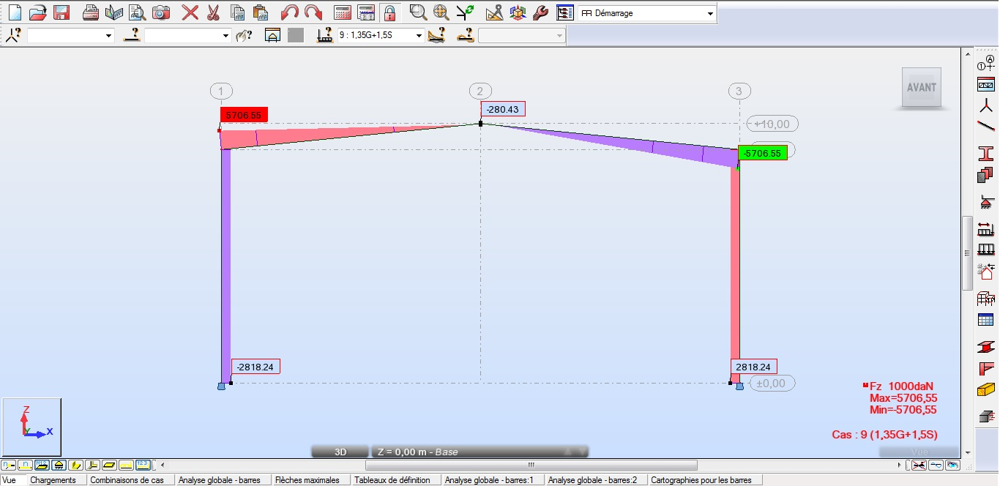 Démarrage
9 : 1,35G+1,5S
1
2
3
AVANT
5706.55
-280.43
+10,00
-5706.55
-2818.24
2818.24
±0,00
Fz 1000daN
Max=5706,55
Min=-5706,55
Cas : 9 (1,35G+1,5S)
Z
Y
X
3D
Z = 0,00 m - Base
Vue
Vue
Chargements
Combinaisons de cas
Analyse globale - barres
Flèches maximales
Tableaux de définition
Analyse globale - barres:1
Analyse globale - barres:2
Cartographies pour les barres